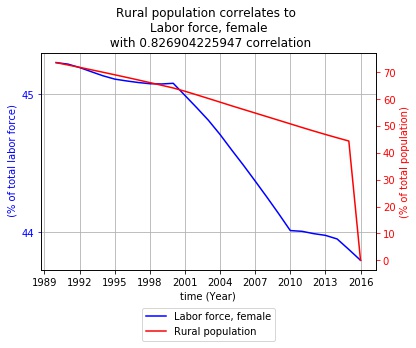 Rural population correlates to
Labor force, female
with 0.826904225947 correlation
45
44
(% of total labor force)
70
60
50
40
30
20
10
0
(% of total population)
1989 1992 1995 1998 2001 2004 2007 2010 2013 2016
time (Year)
Labor force, female
Rural population